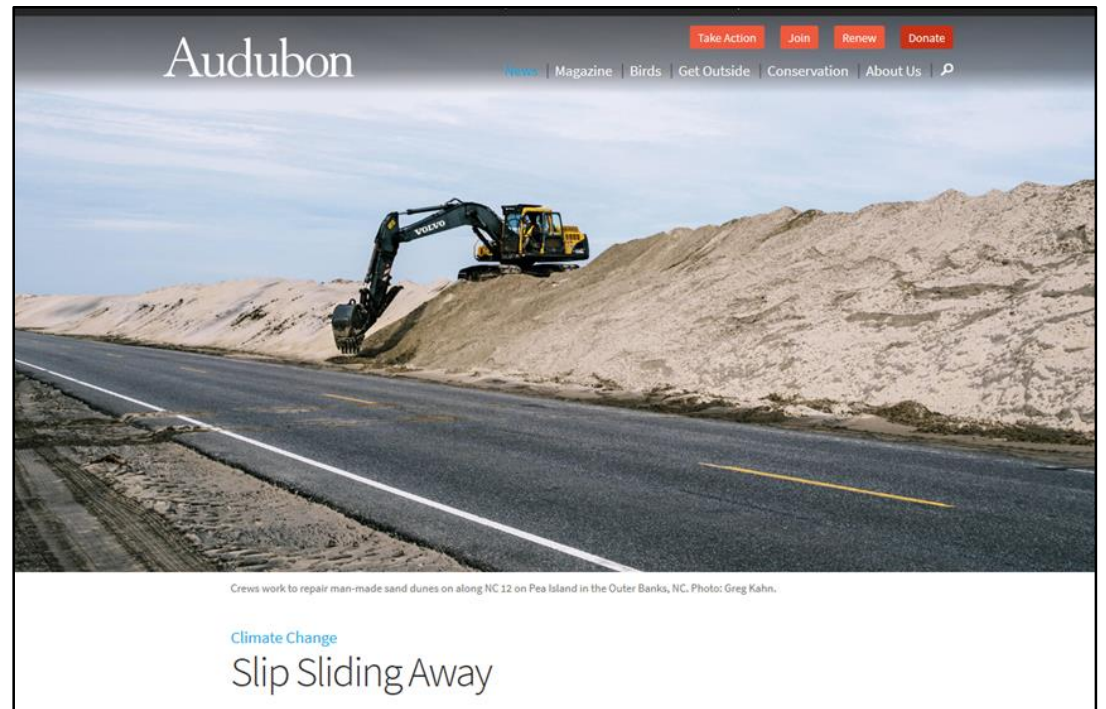 Audubon
Take Action Join Renew Donate
News | Magazine | Birds | Get Outside | Conservation | About Us |
VOLVO
Crews work to repair man-made sand dunes on along NC 12 on Pea Island in the Outer Banks, NC. Photo: Greg Kahn.
Climate Change
Slip Sliding Away